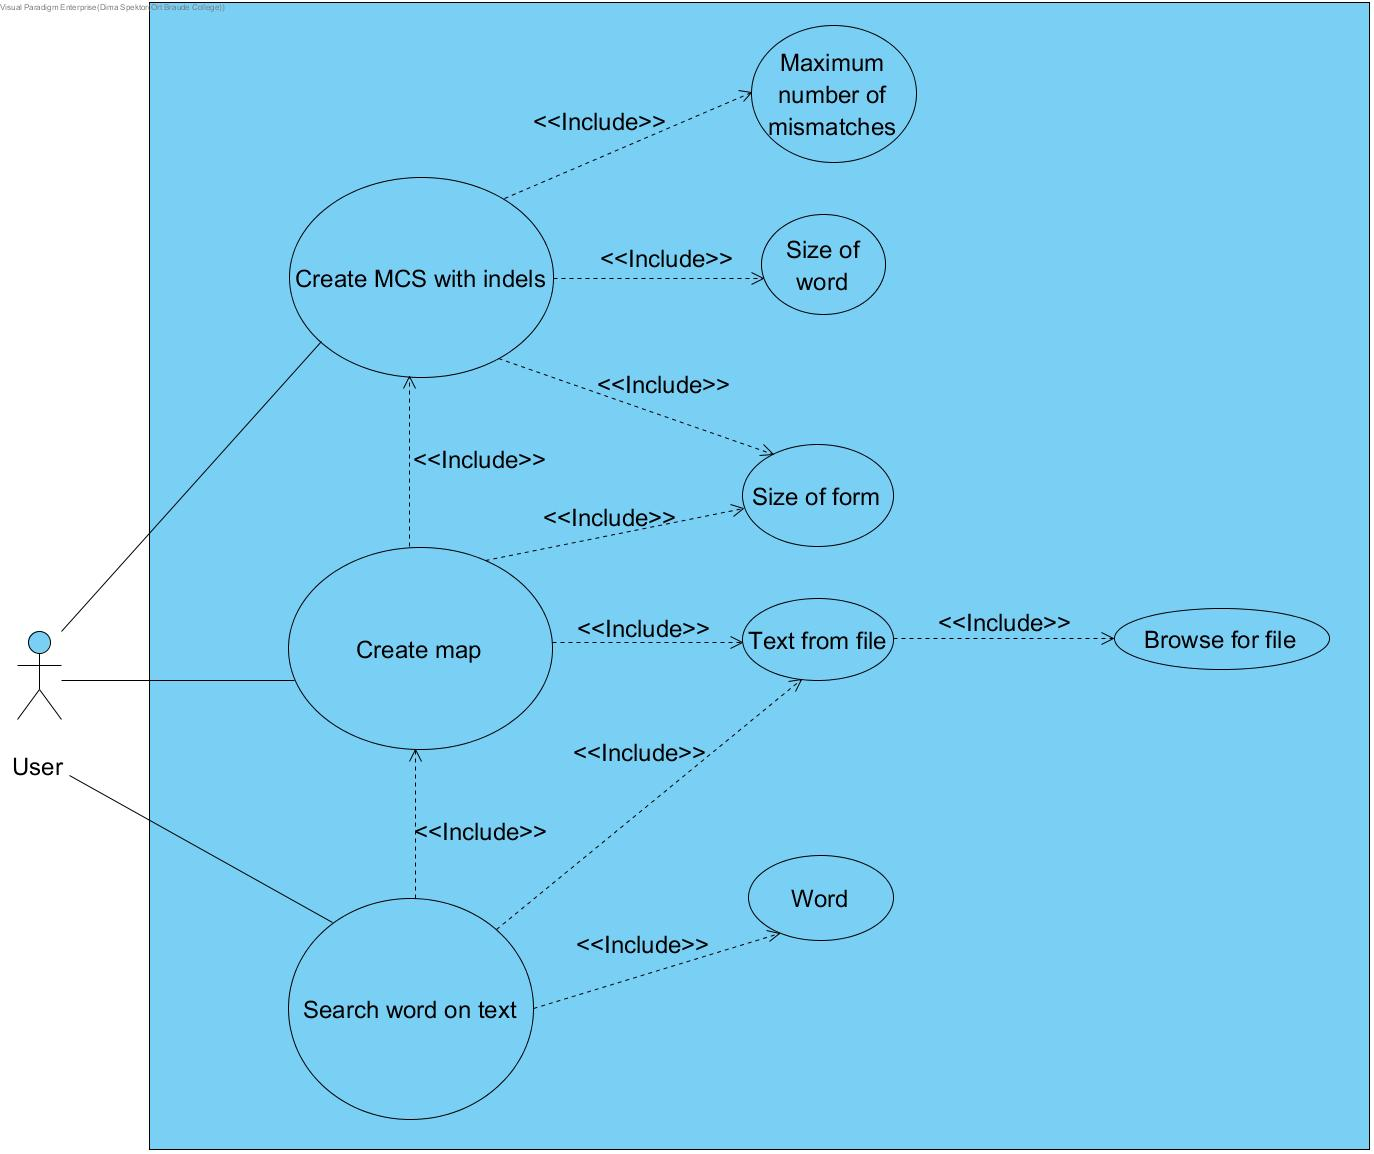 Visual Paradigm Enterprise(Dima Spektor(Ort Braude College))
Maximum
number of
mismatches
<<Include>>
Create MCS with indels
<<Include>>
Size of
word
<<Include>>
<<Include>>
Size of form
<<Include>>
Create map
<<Include>>
Text from file
<<Include>>
Browse for file
User
<<Include>>
<<Include>>
Word
<<Include>>
Search word on text